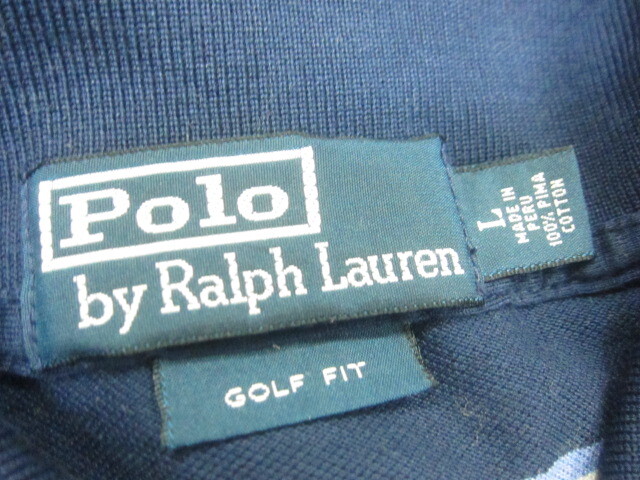 Polo
by Ralph Lauren
L
MADE IN
PERU
100% PIMA
COTTON
GOLF FIT